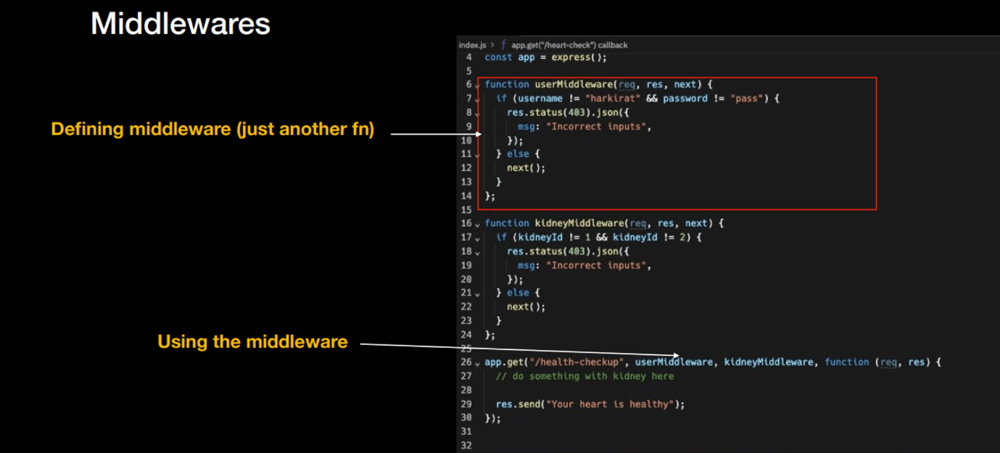 Middlewares
index.js > ƒ app.get("/heart-check") callback
4 const app = express();
5
6 function userMiddleware(req, res, next) {
7 if (username != "harkirat" && password != "pass") {
8 res.status(403).json({
Defining middleware (just another fn)
9 msg: "Incorrect inputs",
10 });
11 } else {
12 next();
13 }
14 };
15
16 function kidneyMiddleware(req, res, next) {
17 if (kidneyId != 1 && kidneyId != 2) {
18 res.status(403).json({
19 msg: "Incorrect inputs",
20 });
21 } else {
22 next();
23 }
24 };
Using the middleware
25
26 app.get("/health-checkup", userMiddleware, kidneyMiddleware, function (req, res) {
27 // do something with kidney here
28
29 res.send("Your heart is healthy");
30 });
31
32